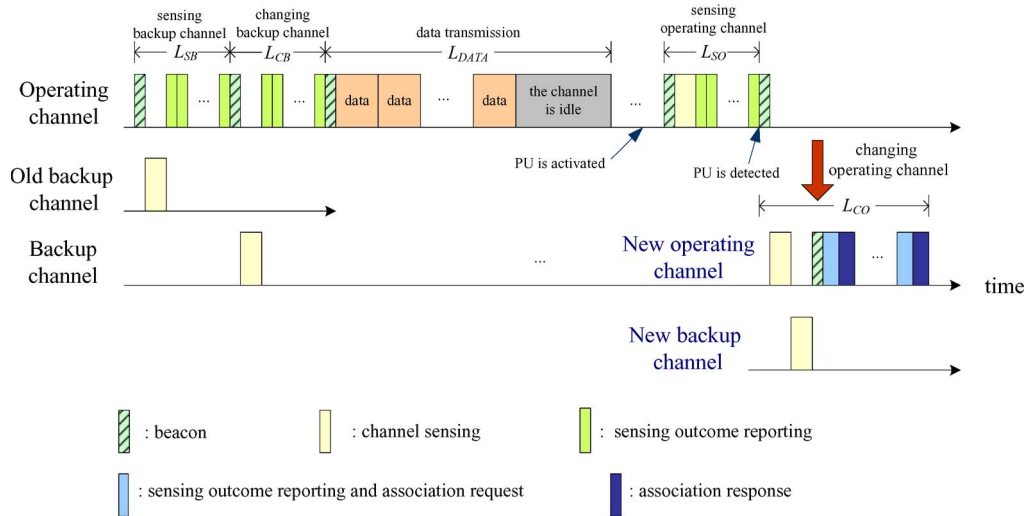 sensing
backup channel
changing
backup channel
data transmission
sensing
operating channel
L_SB
L_CB
L_DATA
L_SO
Operating
channel
...
...
data
data
...
data
the channel
is idle
...
...
PU is activated
PU is detected
changing
operating channel
Old backup
channel
L_CO
Backup
channel
...
New operating
channel
...
time
New backup
channel
: beacon
: channel sensing
: sensing outcome reporting
: sensing outcome reporting and association request
: association response